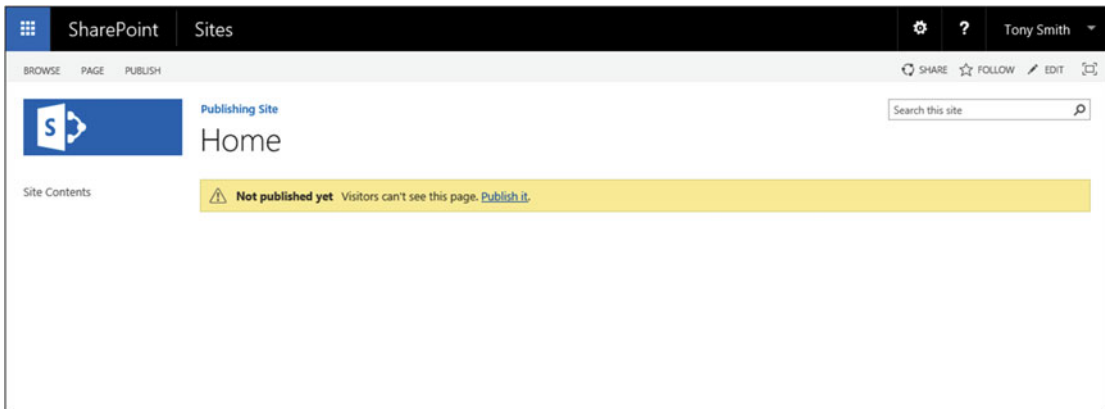 SharePoint Sites ? Tony Smith
BROWSE PAGE PUBLISH SHARE FOLLOW EDIT
S
Publishing Site
Search this site
Home
Site Contents
Not published yet Visitors can't see this page. Publish it.